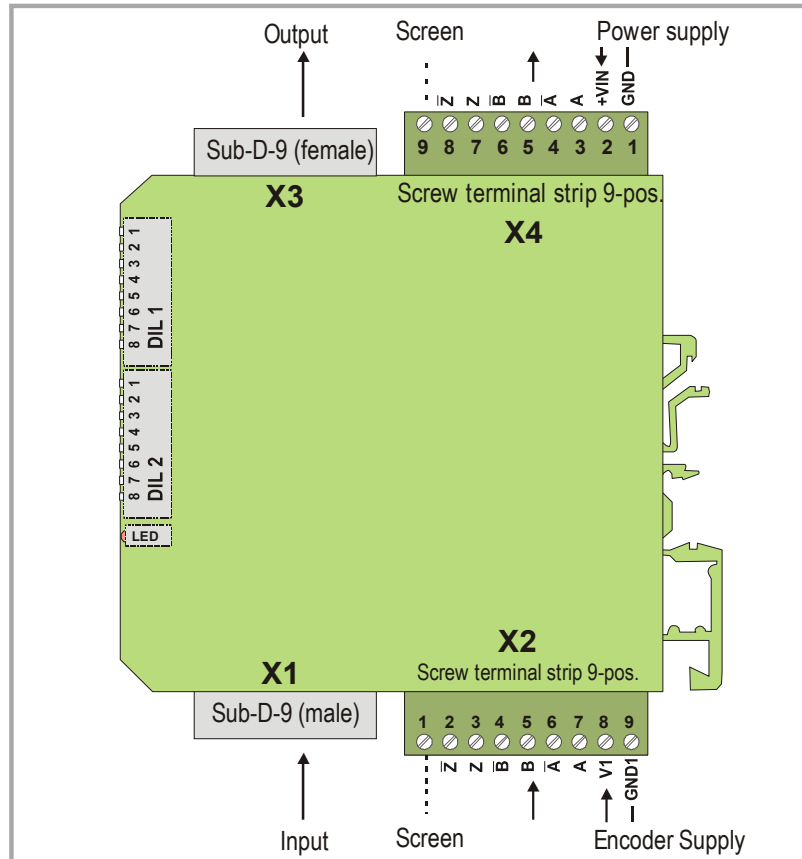 Output Screen Power supply
Z̅ Z B̅ B A̅ A +VIN GND
9 8 7 6 5 4 3 2 1
Sub-D-9 (female)
X3
Screw terminal strip 9-pos.
X4
1 2 3 4 5 6 7 8
DIL 1
1 2 3 4 5 6 7 8
DIL 2
LED
X2
Screw terminal strip 9-pos.
X1
Sub-D-9 (male)
1 2 3 4 5 6 7 8 9
Z̅ Z B̅ B A̅ A V1 GND1
Input Screen Encoder Supply